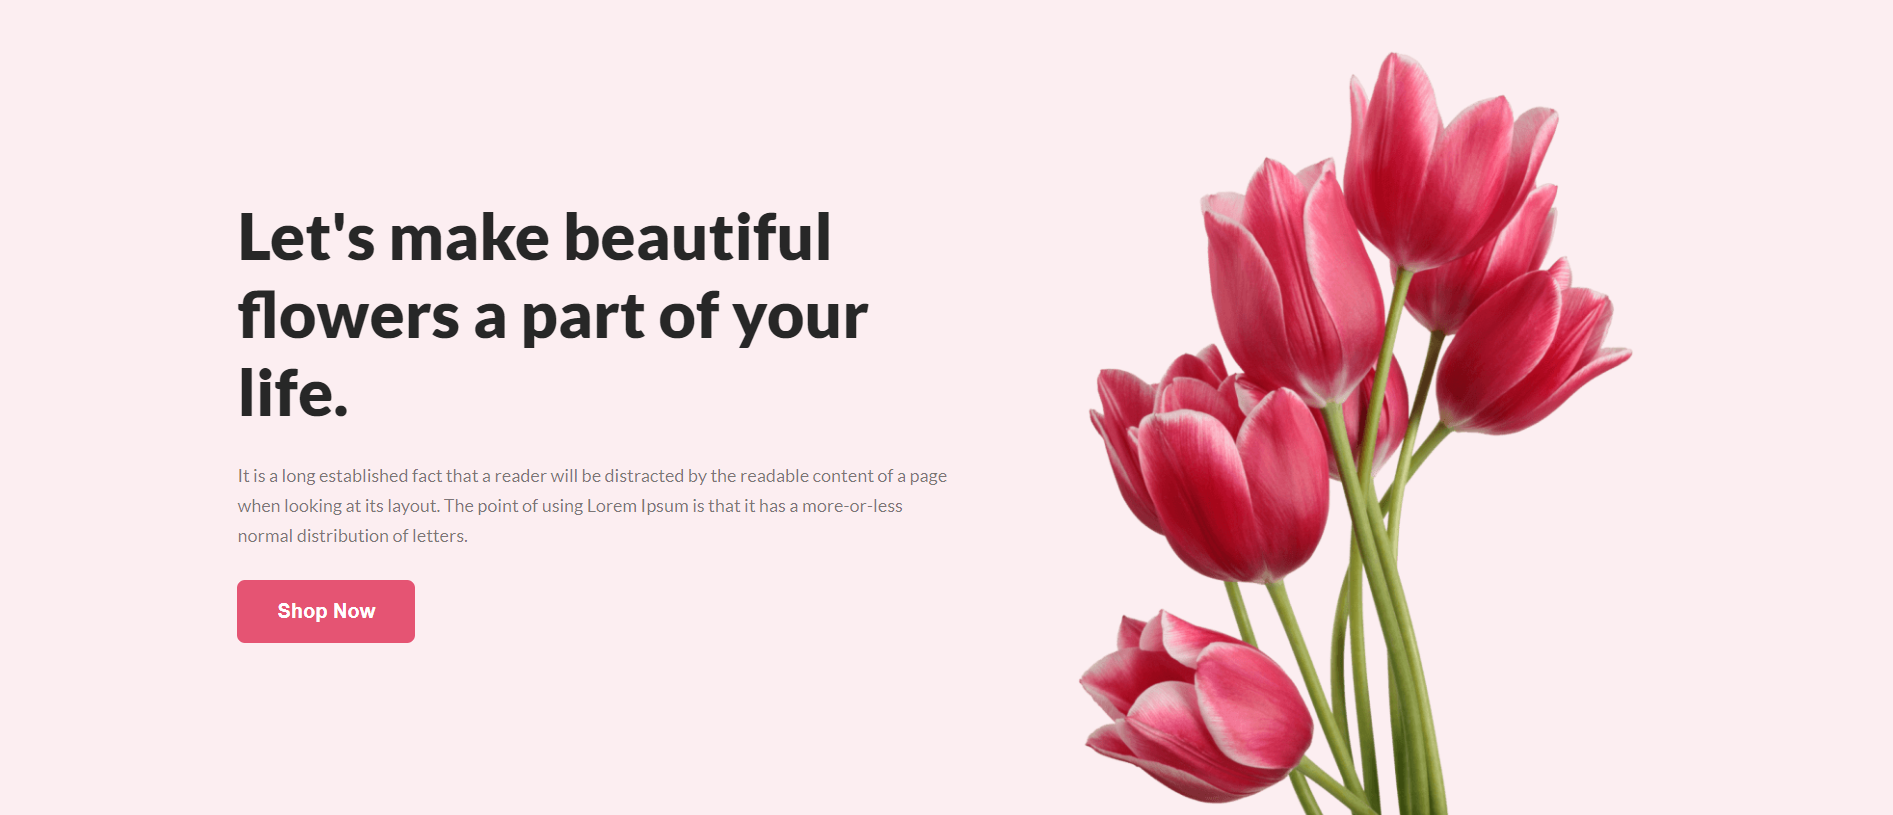 Let's make beautiful
flowers a part of your
life.
It is a long established fact that a reader will be distracted by the readable content of a page
when looking at its layout. The point of using Lorem Ipsum is that it has a more-or-less
normal distribution of letters.
Shop Now